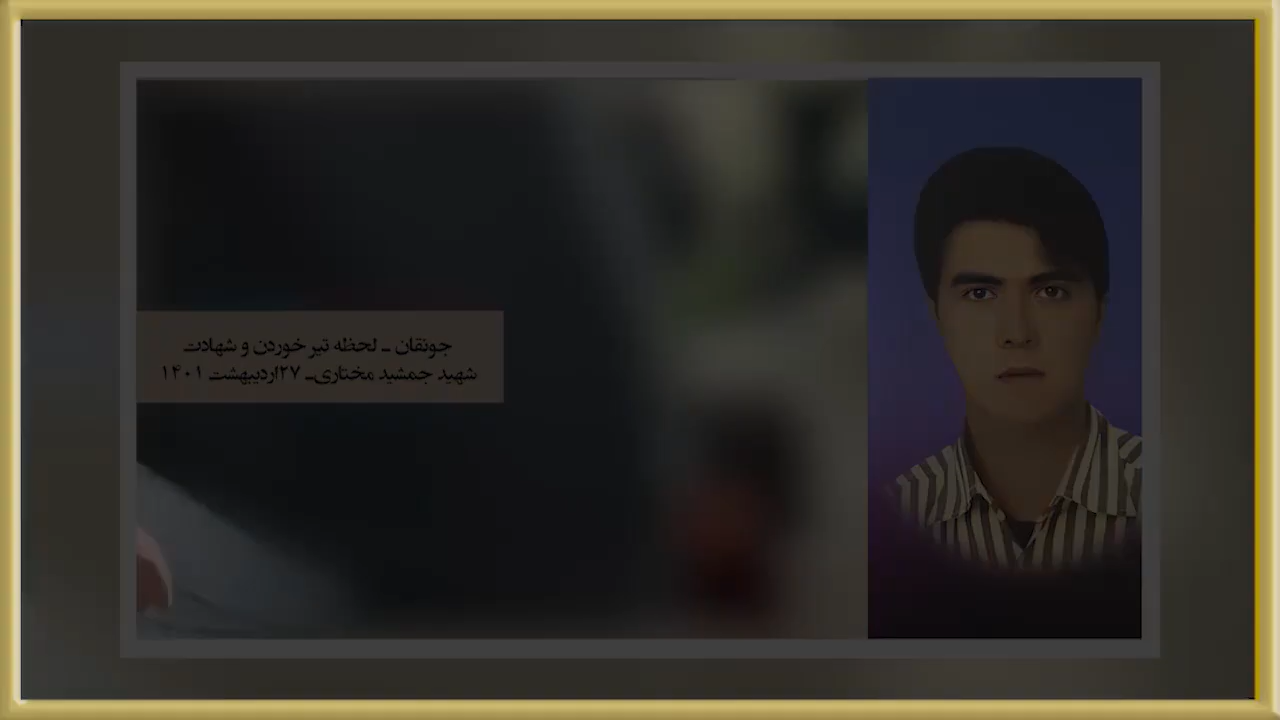 جونقان ـ لحظه تیر خوردن و شهادت
شهید جمشید مختاری‌ـ ۲۷اردیبهشت ۱۴۰۱